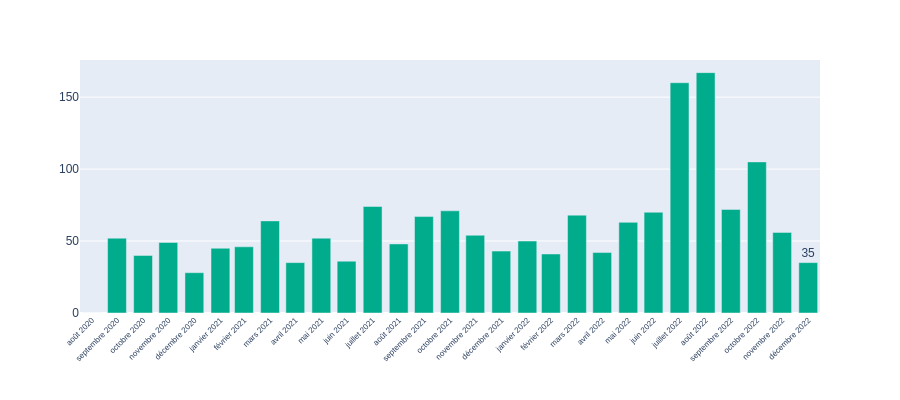 150
100
50
0
35
août 2020
septembre 2020
octobre 2020
novembre 2020
décembre 2020
janvier 2021
février 2021
mars 2021
avril 2021
mai 2021
juin 2021
juillet 2021
août 2021
septembre 2021
octobre 2021
novembre 2021
décembre 2021
janvier 2022
février 2022
mars 2022
avril 2022
mai 2022
juin 2022
juillet 2022
août 2022
septembre 2022
octobre 2022
novembre 2022
décembre 2022